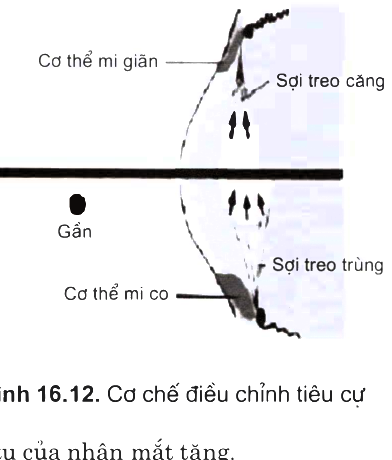 Cơ thể mi giãn
Sợi treo căng
Gần
Sợi treo trùng
Cơ thể mi co
inh 16.12. Cơ chế điều chỉnh tiêu cự
tụ của nhân mắt tăng.